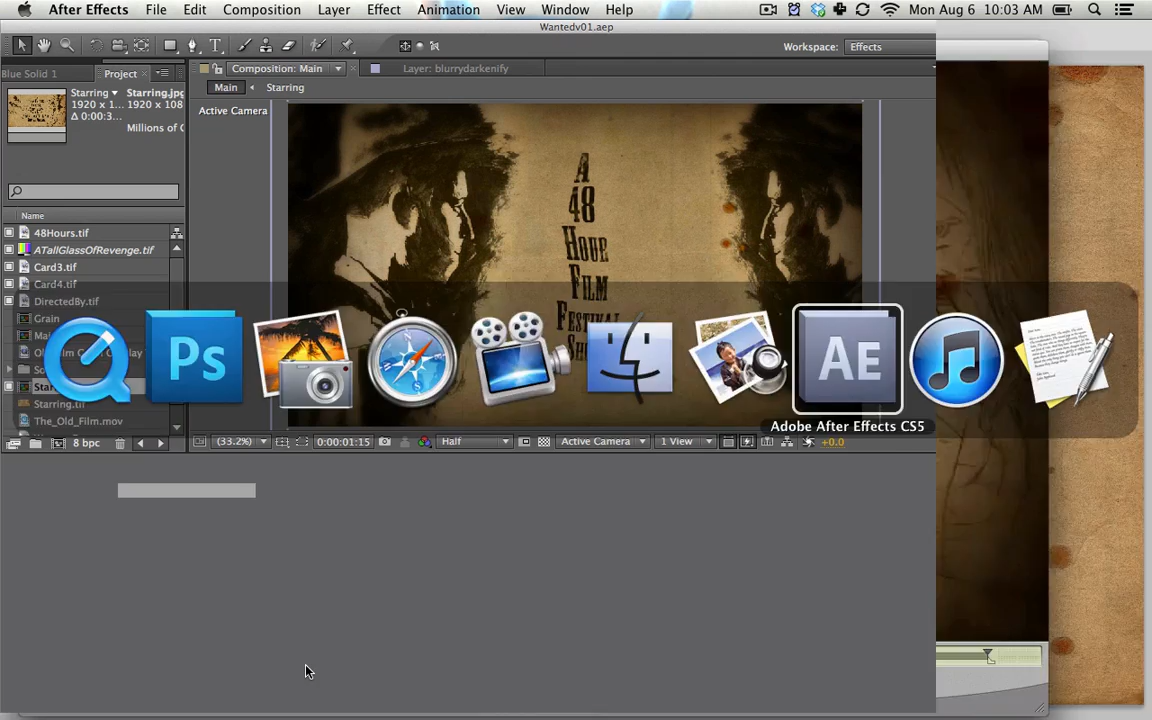 After Effects File Edit Composition Layer Effect Animation View Window Help Mon Aug 6 10:03 AM
Wantedv01.aep
Workspace: Effects
Blue Solid 1 Project Composition: Main Layer: blurrydarkenify
Main Starring
Starring Starring.jpg
1920 x 1... 1920 x 108
Δ 0:00:3...
Millions of C
Active Camera
A
48
Hour
Film
Festival
Name
48Hours.tif
ATallGlassOfRevenge.tif
Card3.tif
Card4.tif
DirectedBy.tif
Grain
Starring.tif
The_Old_Film.mov
Ps
AE
Adobe After Effects CS5
8 bpc (33.2%) 0:00:01:15 Half Active Camera 1 View +0.0